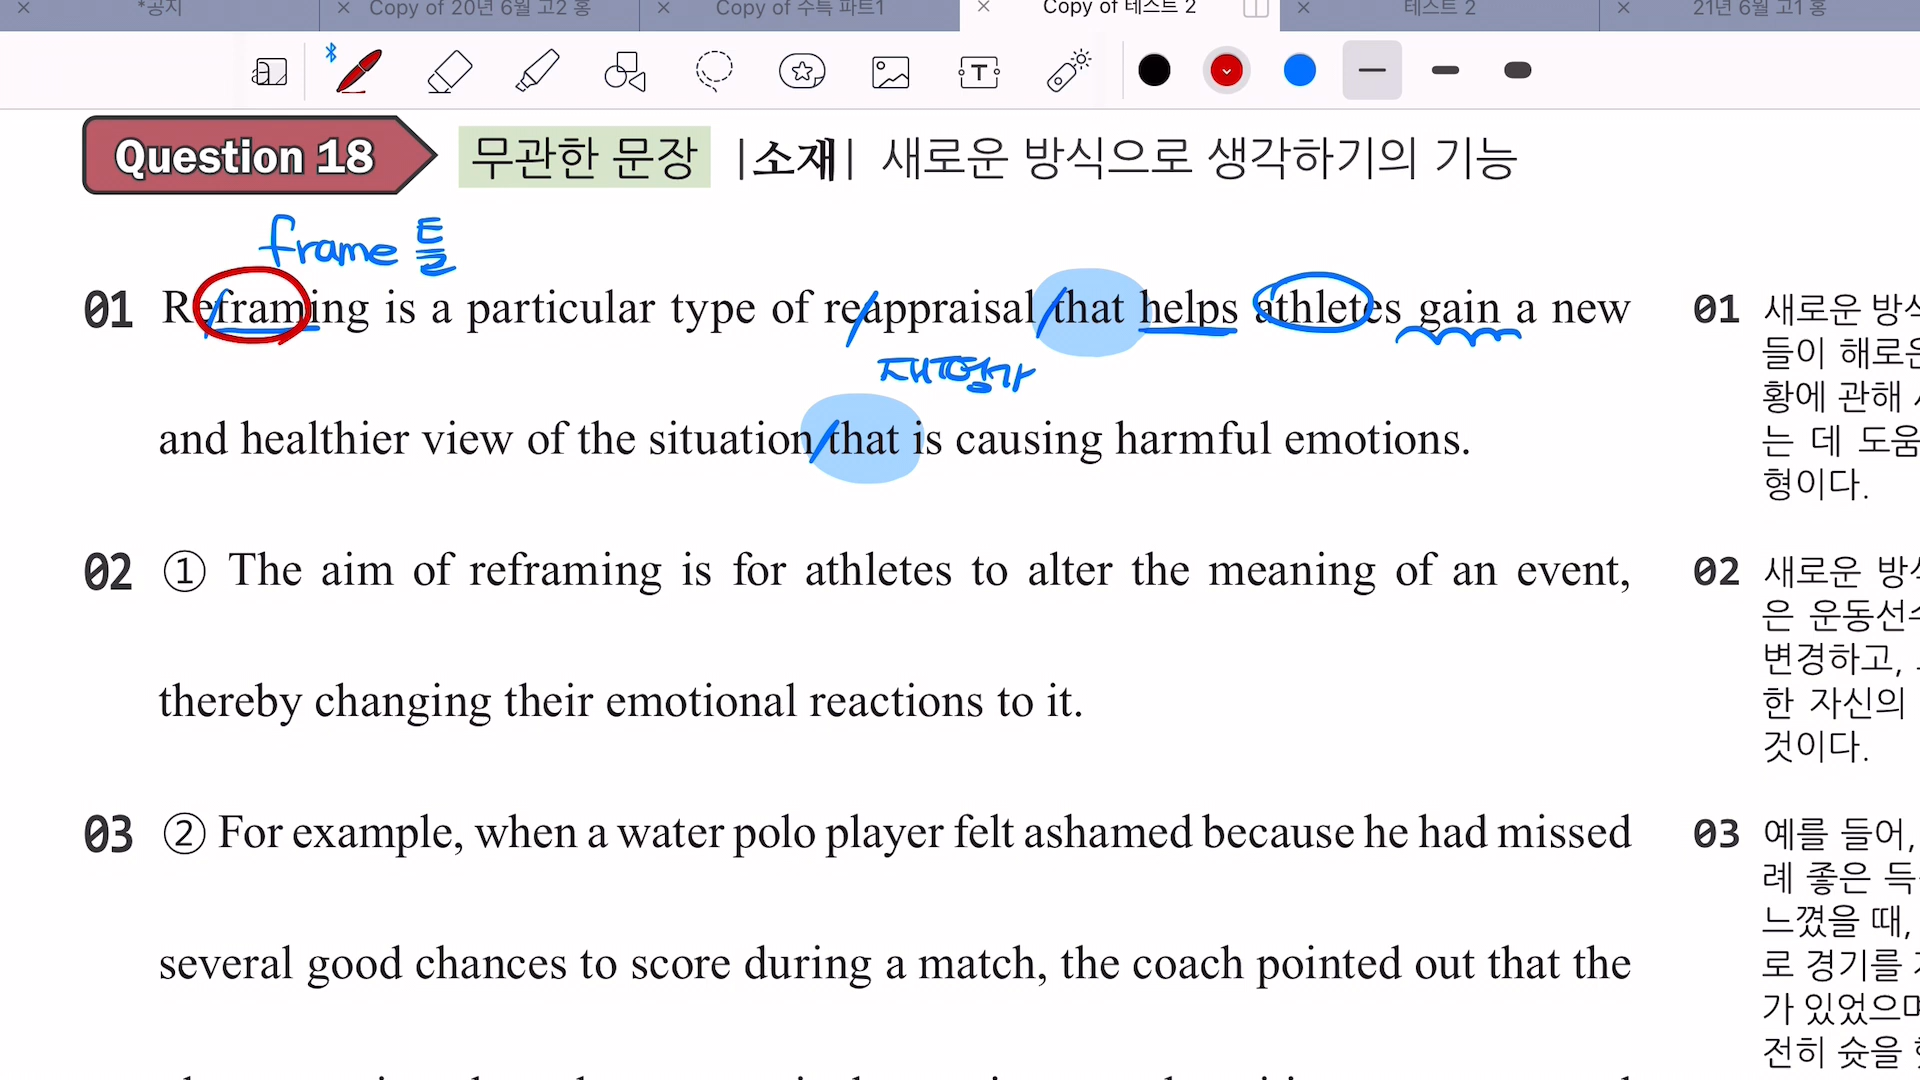 *공지
Copy of 20년 6월 고2 홍
Copy of 수특 파트1
Copy of 테스트 2
테스트 2
21년 6월 고1 홍
Question 18
무관한 문장 |소재| 새로운 방식으로 생각하기의 기능
frame 틀
01 Reframing is a particular type of reappraisal that helps athletes gain a new
재평가
and healthier view of the situation that is causing harmful emotions.
02 ① The aim of reframing is for athletes to alter the meaning of an event,
thereby changing their emotional reactions to it.
03 ② For example, when a water polo player felt ashamed because he had missed
several good chances to score during a match, the coach pointed out that the
01 새로운 방식
들이 해로운
황에 관해
는 데 도움
형이다.
02 새로운 방식
은 운동선수
변경하고,
한 자신의
것이다.
03 예를 들어,
례 좋은 득
느꼈을 때,
로 경기를
가 있었으며
전히 슛을